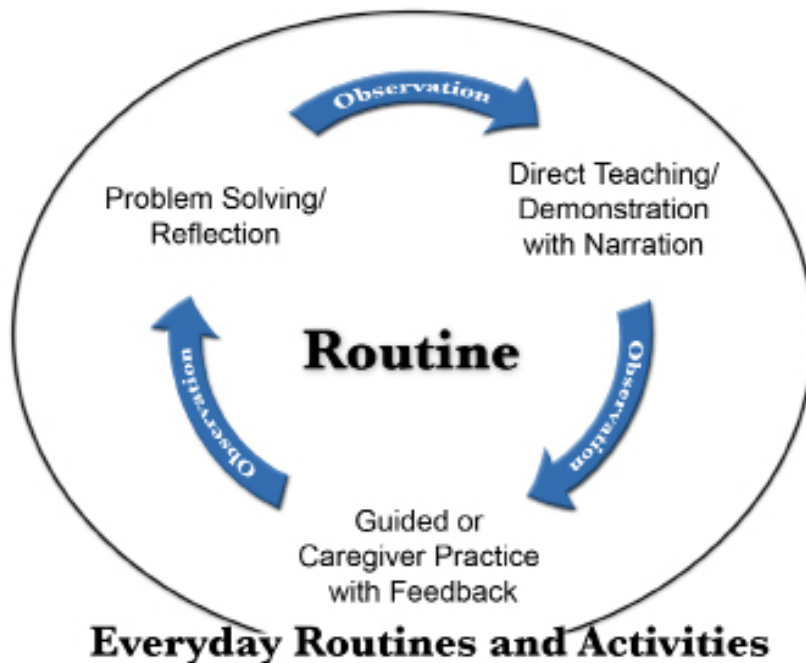 Observation
Problem Solving/
Reflection
Direct Teaching/
Demonstration
with Narration
Routine
Observation
Observation
Guided or
Caregiver Practice
with Feedback
Everyday Routines and Activities